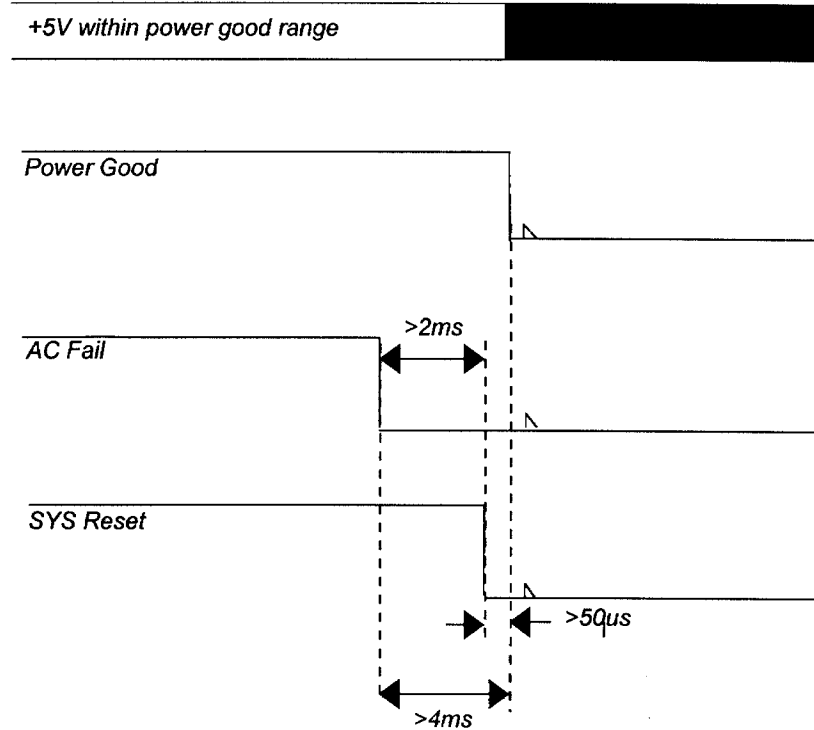 +5V within power good range
Power Good
>2ms
AC Fail
SYS Reset
>50us
>4ms